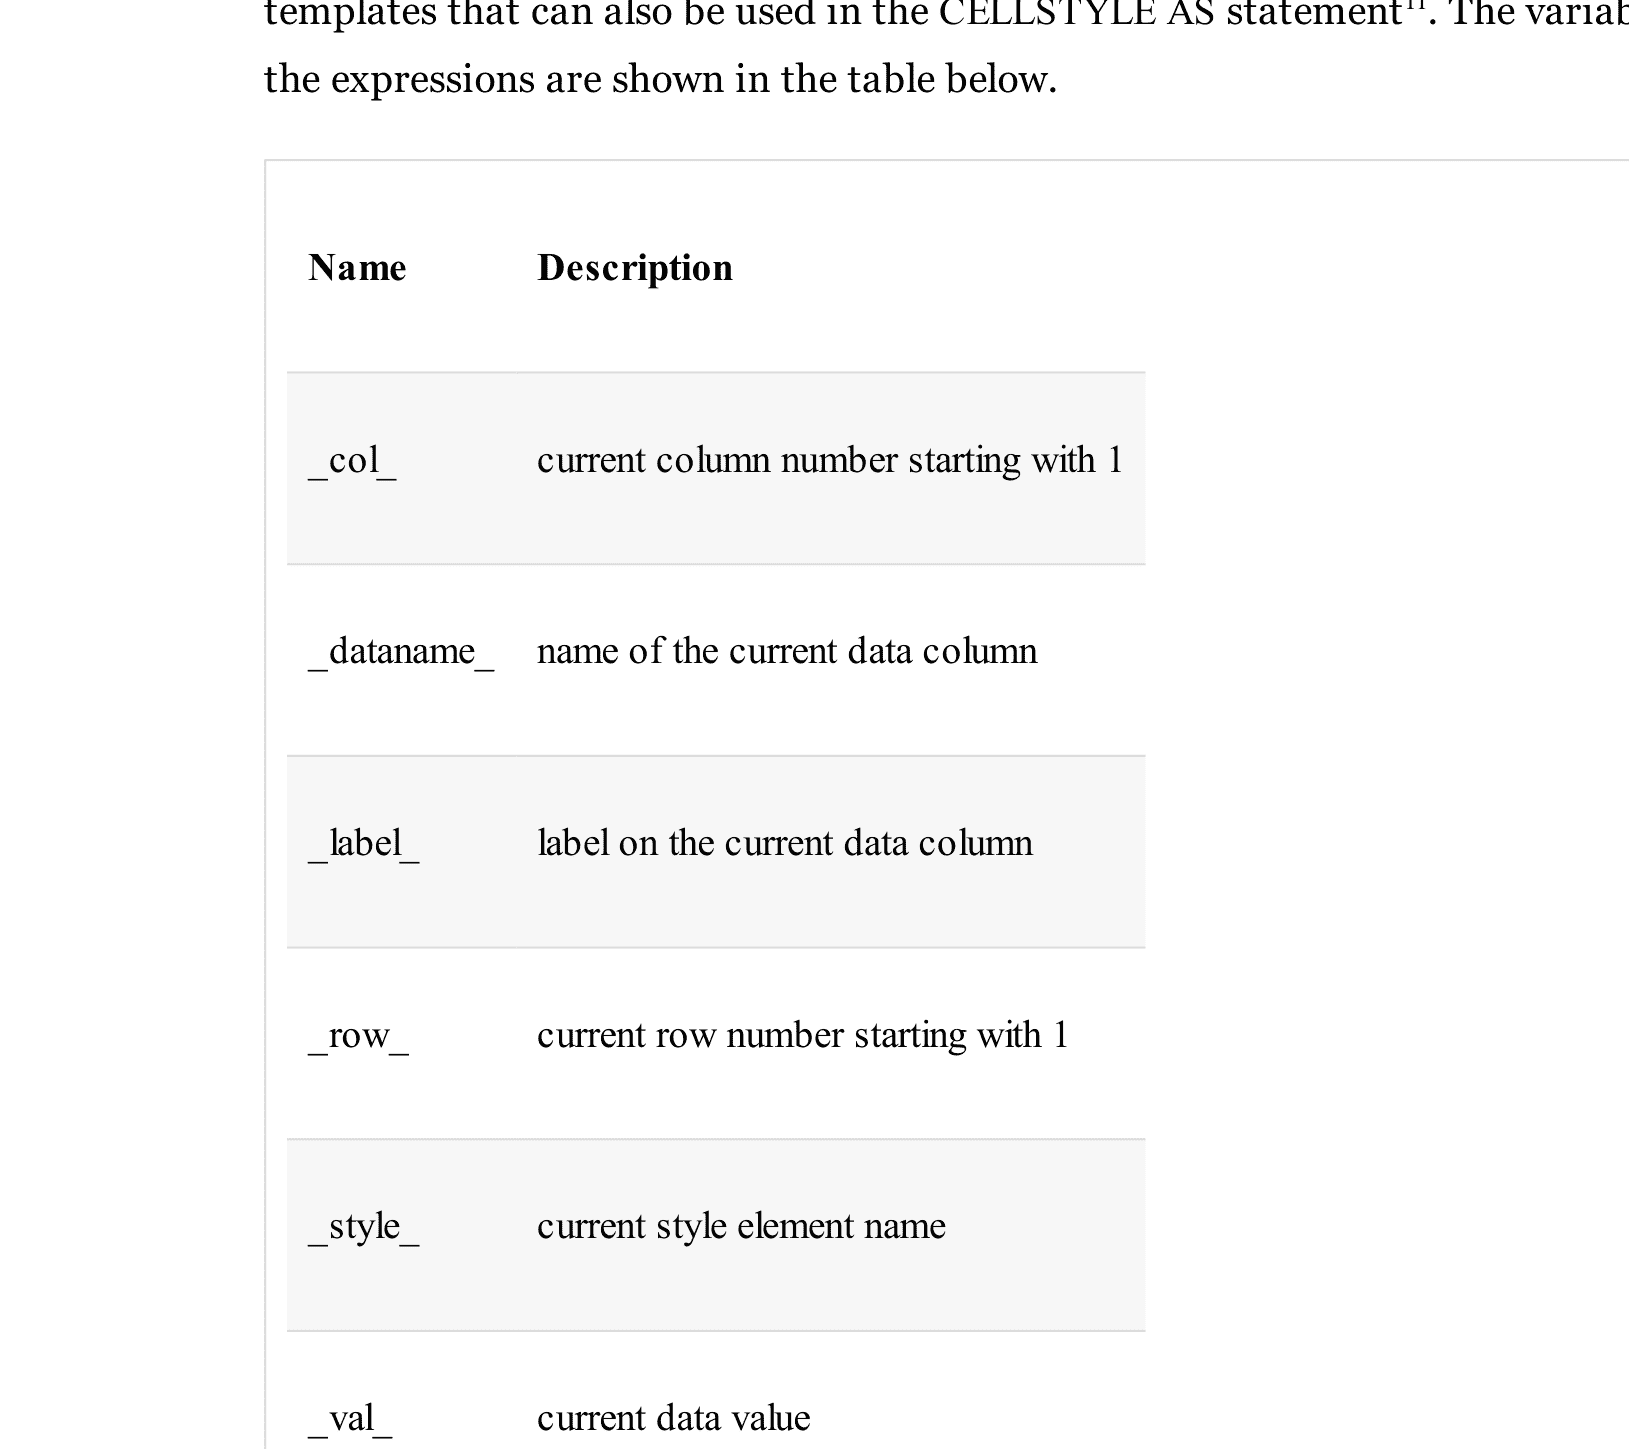 templates that can also be used in the CELLSTYLE AS statement¹¹. The
the expressions are shown in the table below.
Name Description
_col_ current column number starting with 1
_dataname_ name of the current data column
_label_ label on the current data column
_row_ current row number starting with 1
_style_ current style element name
_val_ current data value